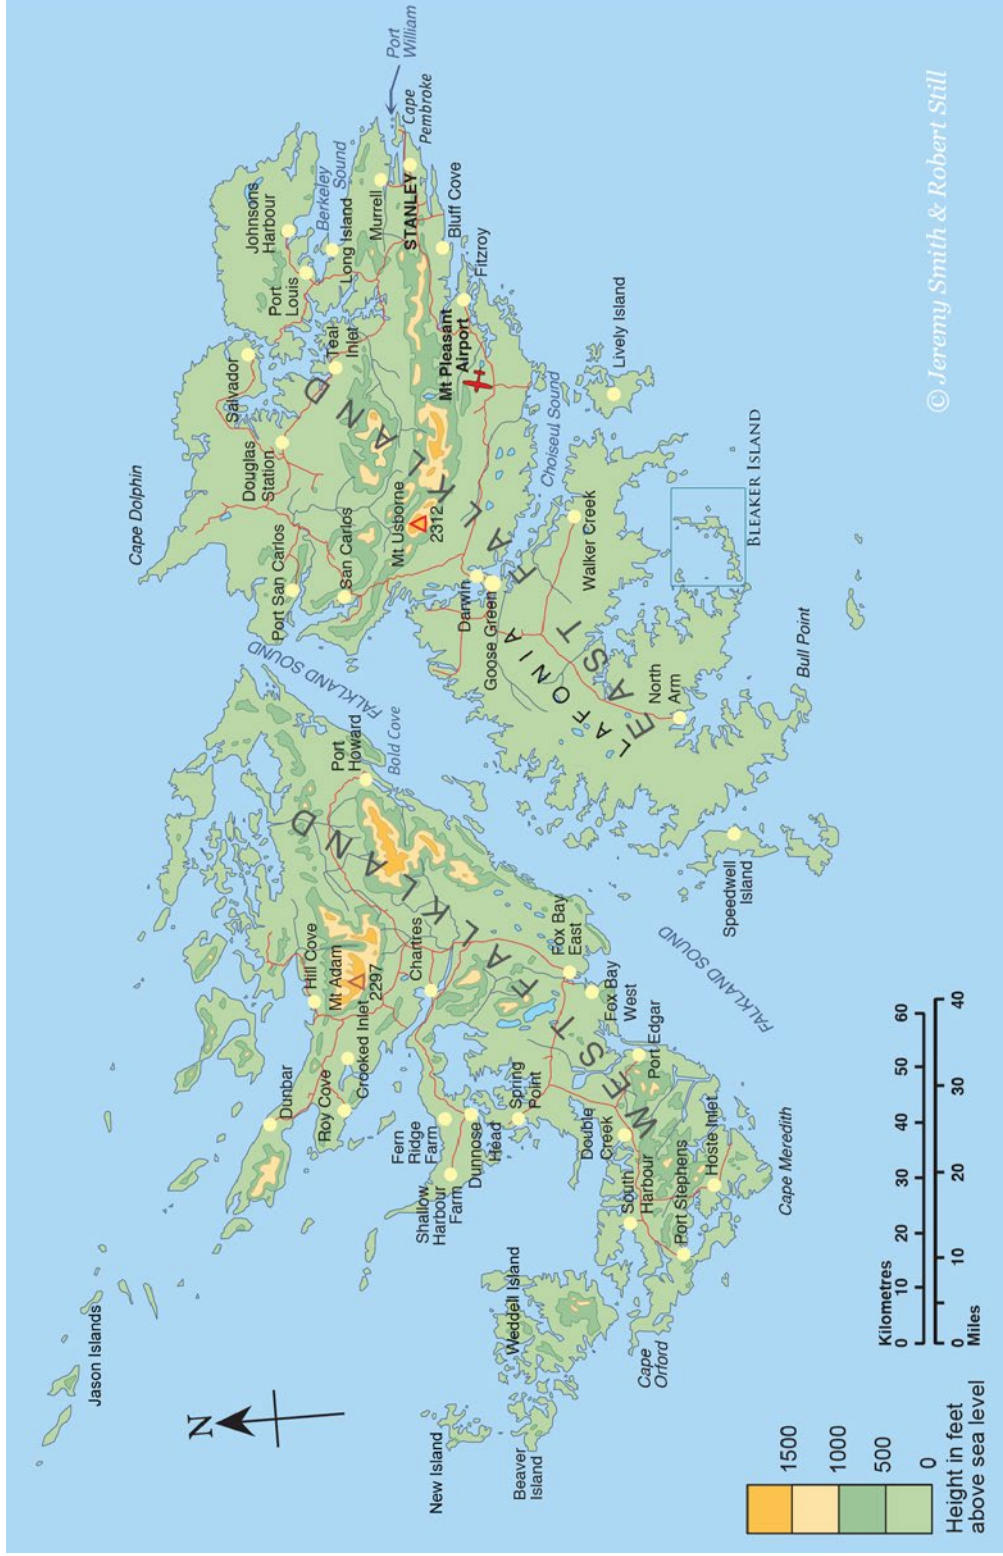 Jason Islands
N
New Island
Beaver
Island
Weddell Island
Cape
Orford
Dunbar
Roy Cove
Crooked Inlet
Hill Cove
Mt Adam
2297
Chartres
Fern
Ridge
Farm
Shallow
Harbour
Farm
Dunnose
Head
Spring
Point
Double
Creek
South
Harbour
Port Stephens
Hoste Inlet
Cape Meredith
Port Edgar
Fox Bay
West
Fox Bay
East
Port
Howard
Bold Cove
WEST FALKLAND
FALKLAND SOUND
FALKLAND SOUND
Speedwell
Island
Cape Dolphin
Port San Carlos
San Carlos
Douglas
Station
Salvador
Teal
Inlet
Port
Louis
Johnsons
Harbour
Berkeley
Sound
Long Island
Murrell
Port
William
Cape
Pembroke
STANLEY
Bluff Cove
Fitzroy
Mt Pleasant
Airport
Mt Usborne
2312
Darwin
Goose Green
Choiseul Sound
Walker Creek
Lively Island
LAFONIA
EAST FALKLAND
North
Arm
Bull Point
BLEAKER ISLAND
1500
1000
500
0
Height in feet
above sea level
Kilometres
0 10 20 30 40 50 60
0 10 20 30 40
Miles
© Jeremy Smith & Robert Still